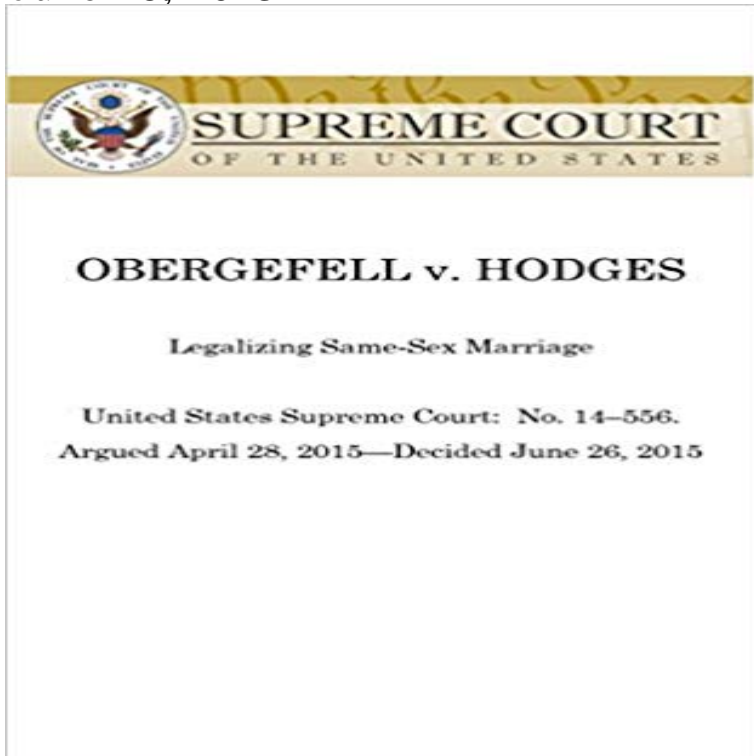 SUPREME COURT
OF THE UNITED STATES
OBERGEFELL v. HODGES
Legalizing Same-Sex Marriage
United States Supreme Court: No. 14–556.
Argued April 28, 2015—Decided June 26, 2015